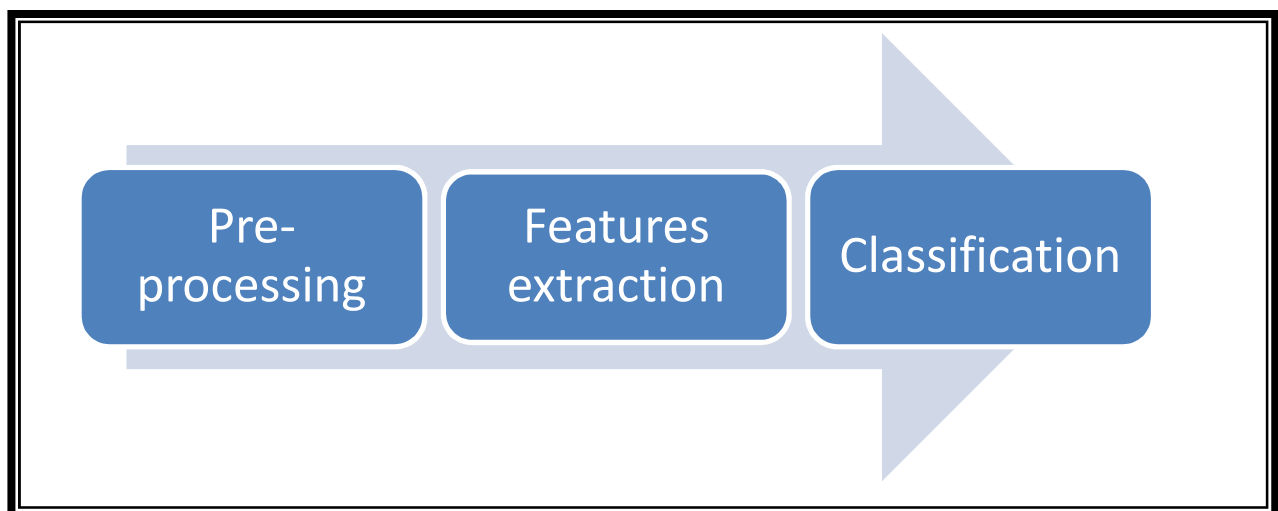 Pre-
processing
Features
extraction
Classification